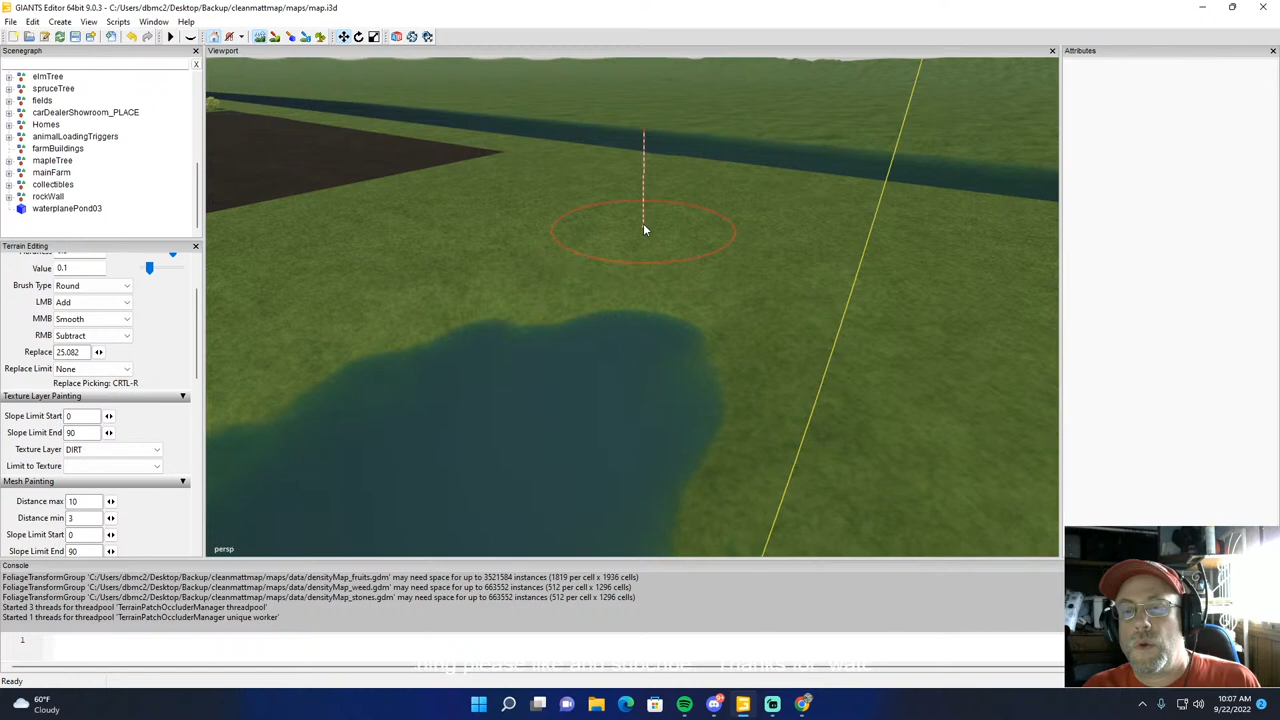 GIANTS Editor 64bit 9.0.3 - C:/Users/dbmc2/Desktop/Backup/cleanmattmap/maps/map.i3d
File Edit Create View Scripts Window Help
Scenegraph
Viewport
Attributes
X
elmTree
spruceTree
fields
carDealerShowroom_PLACE
Homes
animalLoadingTriggers
farmBuildings
mapleTree
mainFarm
collectibles
rockWall
waterplanePond03
Terrain Editing
Value 0.1
Brush Type Round
LMB Add
MMB Smooth
RMB Subtract
Replace 25.082
Replace Limit None
Replace Picking: CRTL-R
Texture Layer Painting
Slope Limit Start 0
Slope Limit End 90
Texture Layer DIRT
Limit to Texture
Mesh Painting
Distance max 10
Distance min 3
Slope Limit Start 0
Slope Limit End 90
persp
Console
FoliageTransformGroup 'C:/Users/dbmc2/Desktop/Backup/cleanmattmap/maps/data/densityMap_fruits.gdm' may need space for up to 3521584 instances (1819 per cell x 1936 cells)
FoliageTransformGroup 'C:/Users/dbmc2/Desktop/Backup/cleanmattmap/maps/data/densityMap_weed.gdm' may need space for up to 663552 instances (512 per cell x 1296 cells)
FoliageTransformGroup 'C:/Users/dbmc2/Desktop/Backup/cleanmattmap/maps/data/densityMap_stones.gdm' may need space for up to 663552 instances (512 per cell x 1296 cells)
Started 3 threads for threadpool 'TerrainPatchOccluderManager threadpool'
Started 1 threads for threadpool 'TerrainPatchOccluderManager unique worker'
1
please like and
Thanks for
Ready
60°F
Cloudy
10:07 AM
9/22/2022